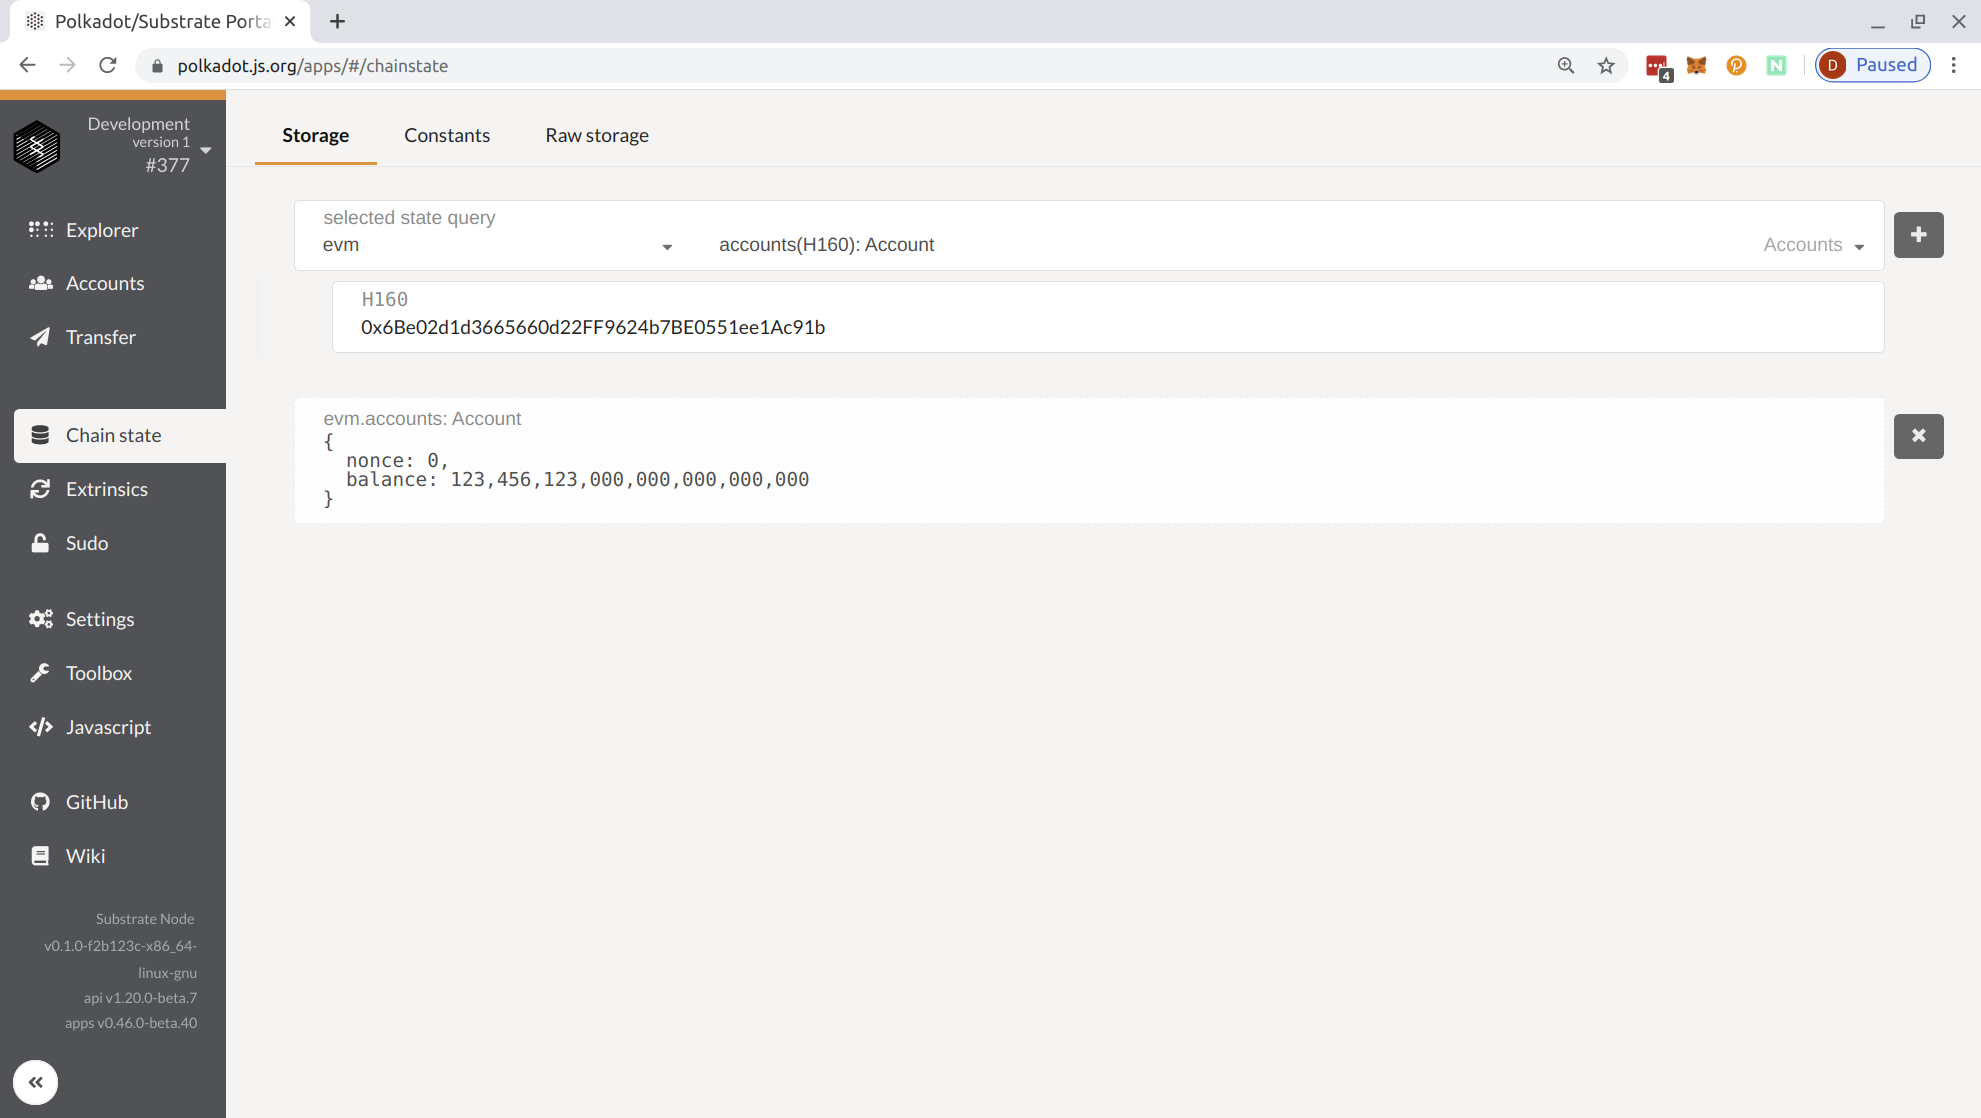 Polkadot/Substrate Porta
polkadot.js.org/apps/#/chainstate
4
D
Paused
Development
version 1
#377
Explorer
Accounts
Transfer
Chain state
Extrinsics
Sudo
Settings
Toolbox
Javascript
GitHub
Wiki
Substrate Node
v0.1.0-f2b123c-x86_64-
linux-gnu
api v1.20.0-beta.7
apps v0.46.0-beta.40
Storage
Constants
Raw storage
selected state query
evm
accounts(H160): Account
Accounts
H160
0x6Be02d1d3665660d22FF9624b7BE0551ee1Ac91b
evm.accounts: Account
{
nonce: 0,
balance: 123,456,123,000,000,000,000,000
}